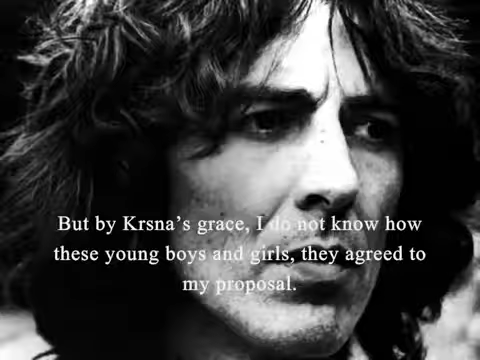 But by Krsna's grace, I do not know how
these young boys and girls, they agreed to
my proposal.